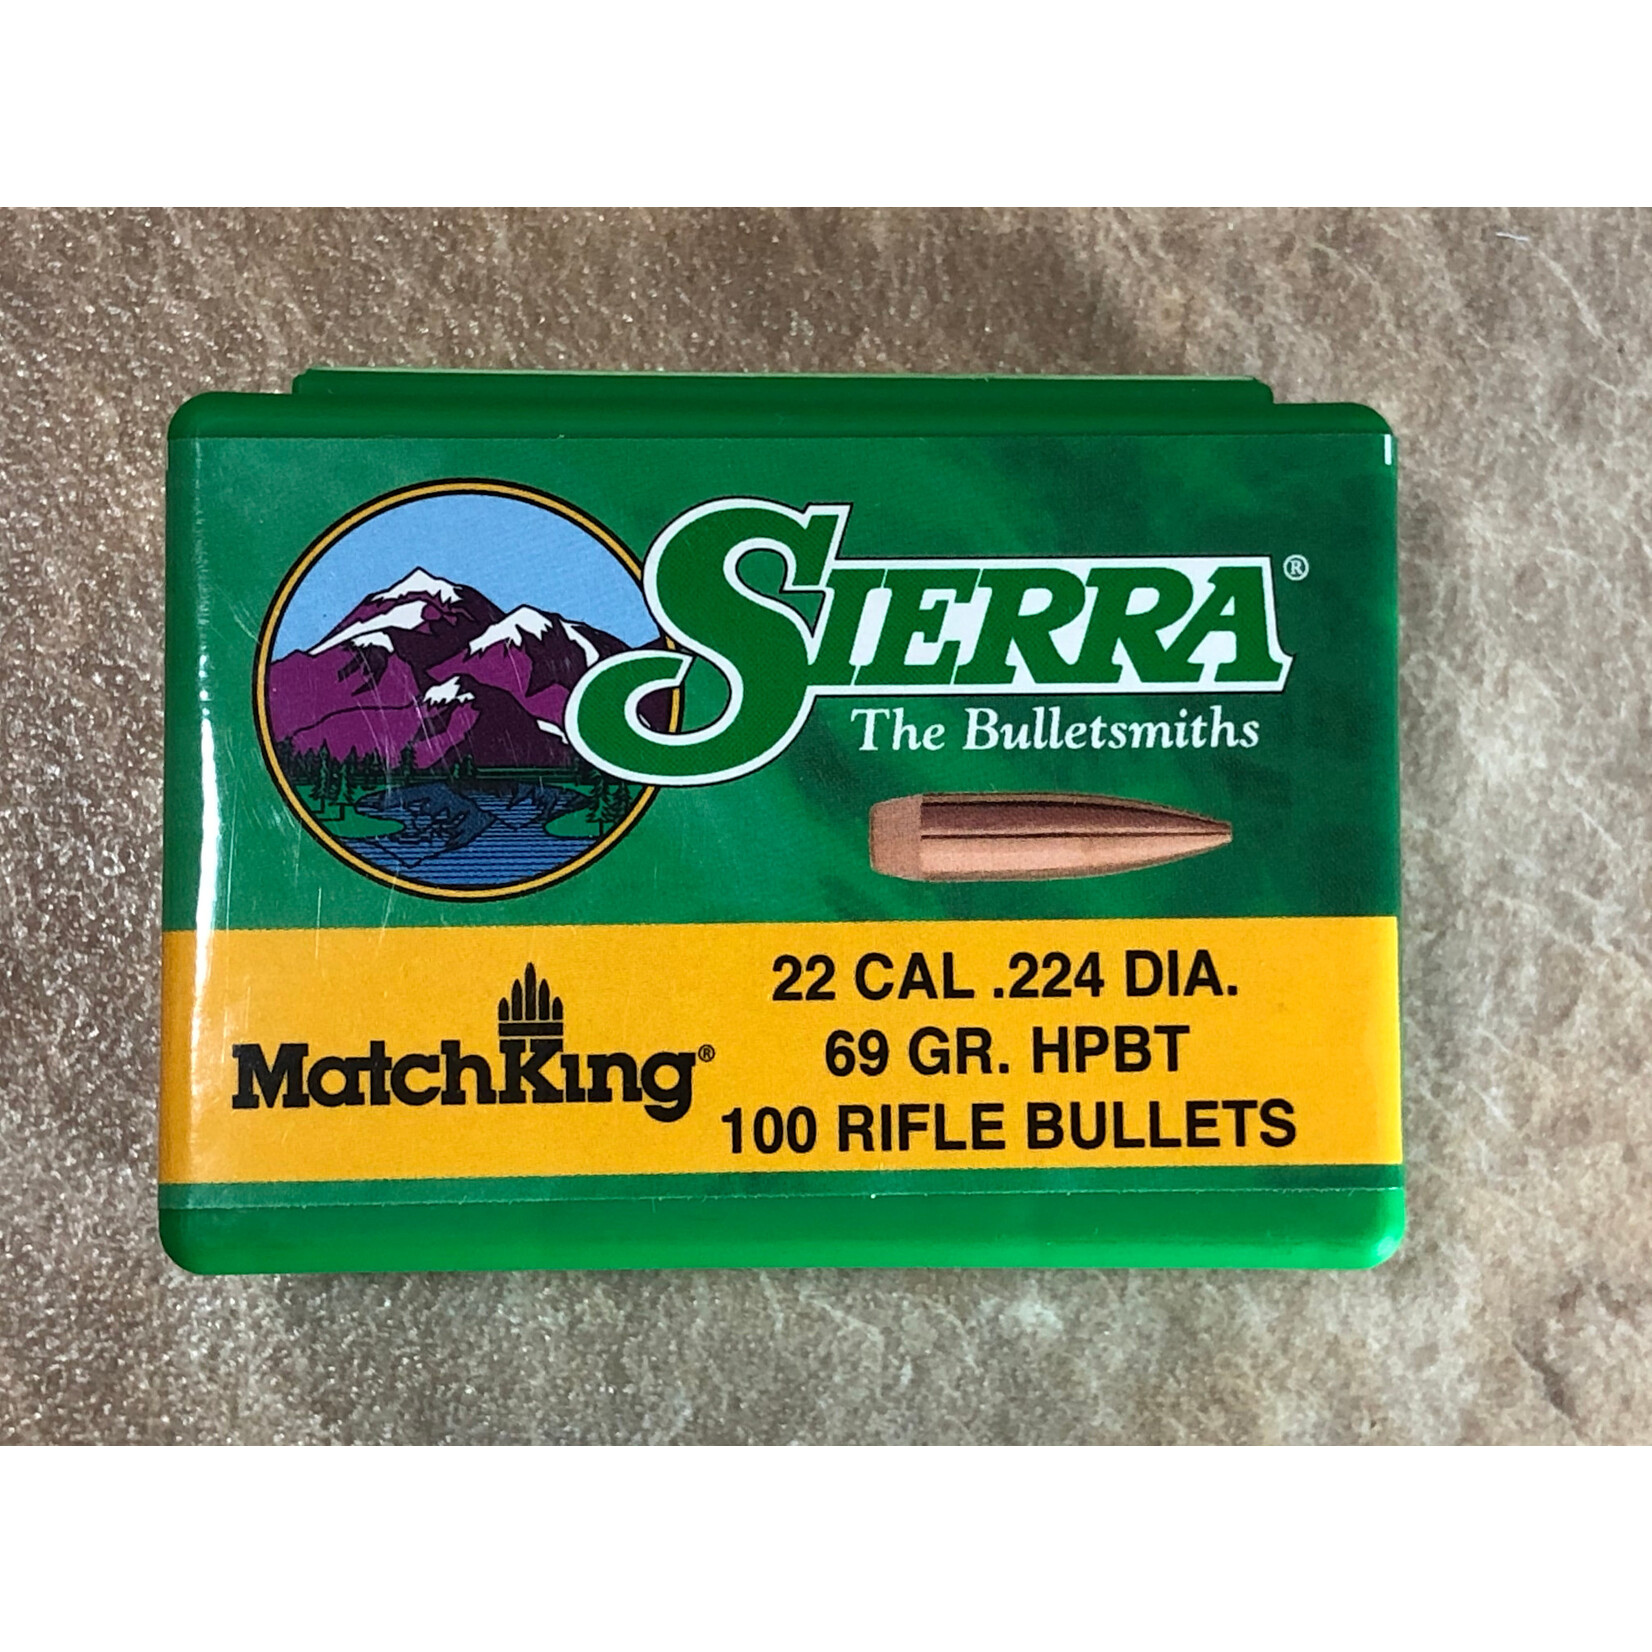 SIERRA®
The Bulletsmiths
MatchKing®
22 CAL .224 DIA.
69 GR. HPBT
100 RIFLE BULLETS